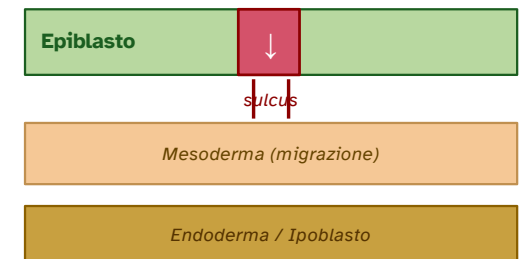 Epiblasto
↓
sulcus
Mesoderma (migrazione)
Endoderma / Ipoblasto